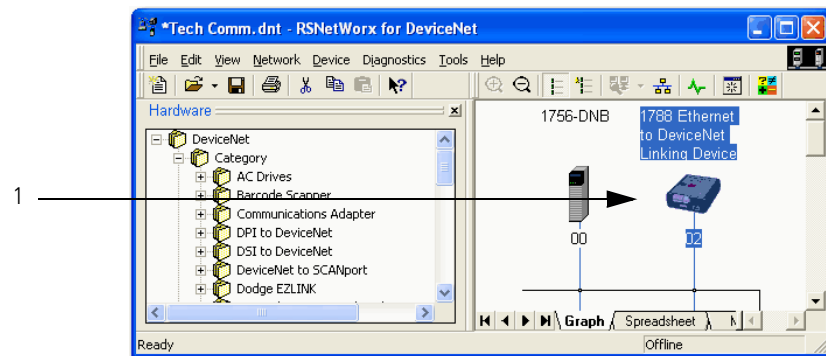 *Tech Comm.dnt - RSNetWorx for DeviceNet
File Edit View Network Device Diagnostics Tools Help
Hardware
DeviceNet
Category
AC Drives
Barcode Scanner
Communications Adapter
DPI to DeviceNet
DSI to DeviceNet
DeviceNet to SCANport
Dodge EZLINK
1
1756-DNB
00
1788 Ethernet
to DeviceNet
Linking Device
02
Graph Spreadsheet
Ready Offline